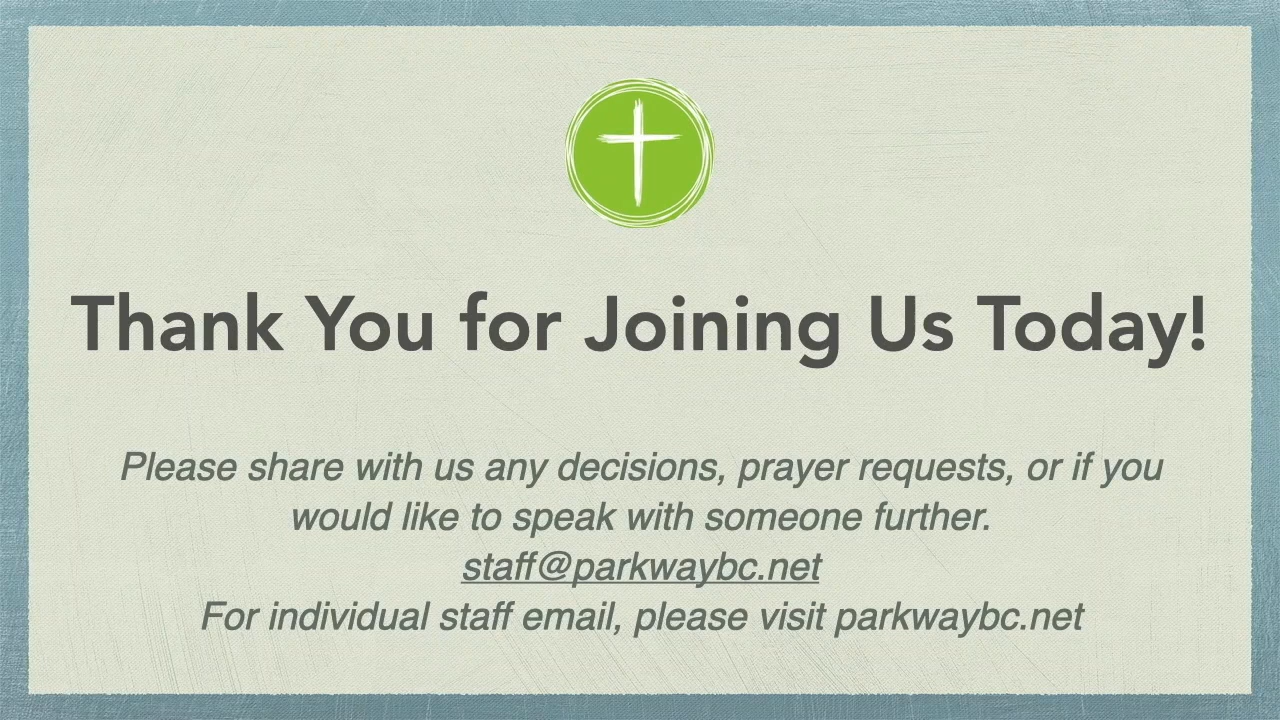 Thank You for Joining Us Today!
Please share with us any decisions, prayer requests, or if you
would like to speak with someone further.
staff@parkwaybc.net
For individual staff email, please visit parkwaybc.net